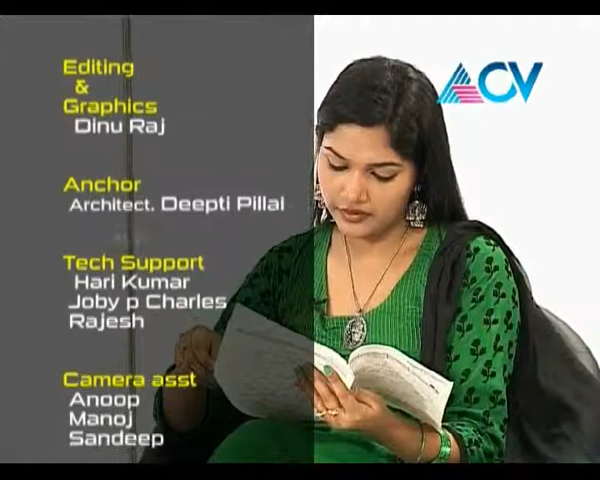 ACV
Editing
&
Graphics
Dinu Raj
Anchor
Architect. Deepti Pillai
Tech Support
Hari Kumar
Joby p Charles
Rajesh
Camera asst
Anoop
Manoj
Sandeep